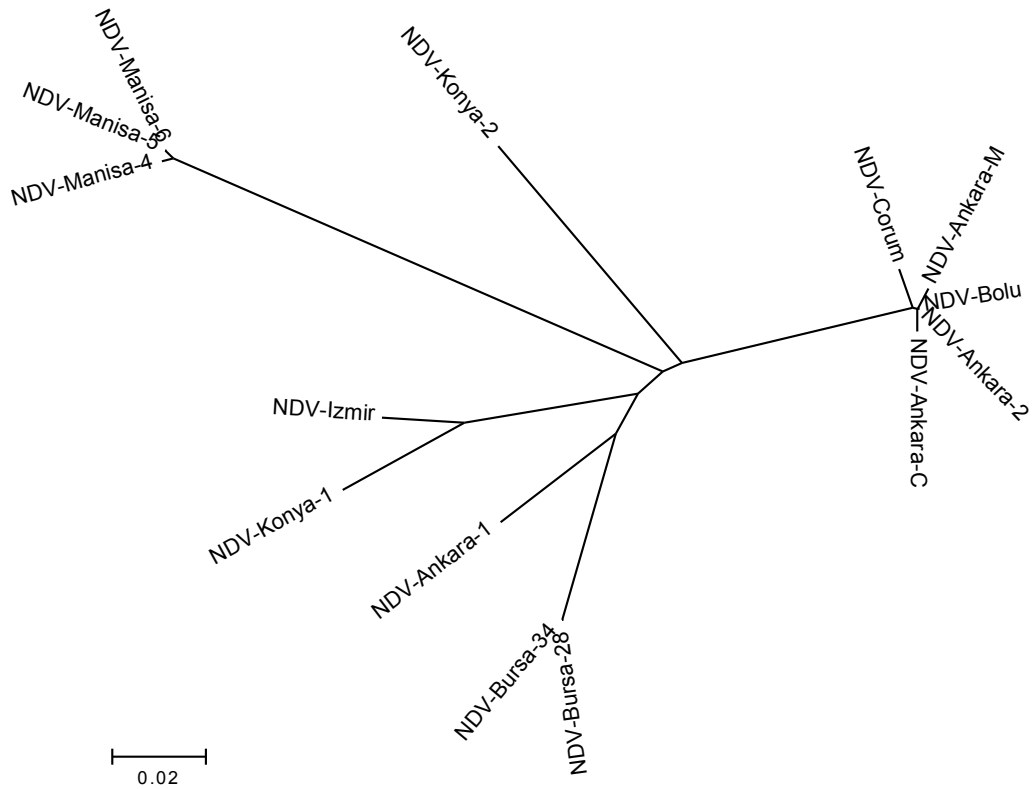 NDV-Manisa-6
NDV-Manisa-5
NDV-Manisa-4
NDV-Konya-2
NDV-Corum
NDV-Ankara-M
NDV-Bolu
NDV-Ankara-2
NDV-Ankara-C
NDV-Izmir
NDV-Konya-1
NDV-Ankara-1
NDV-Bursa-34
NDV-Bursa-28
0.02